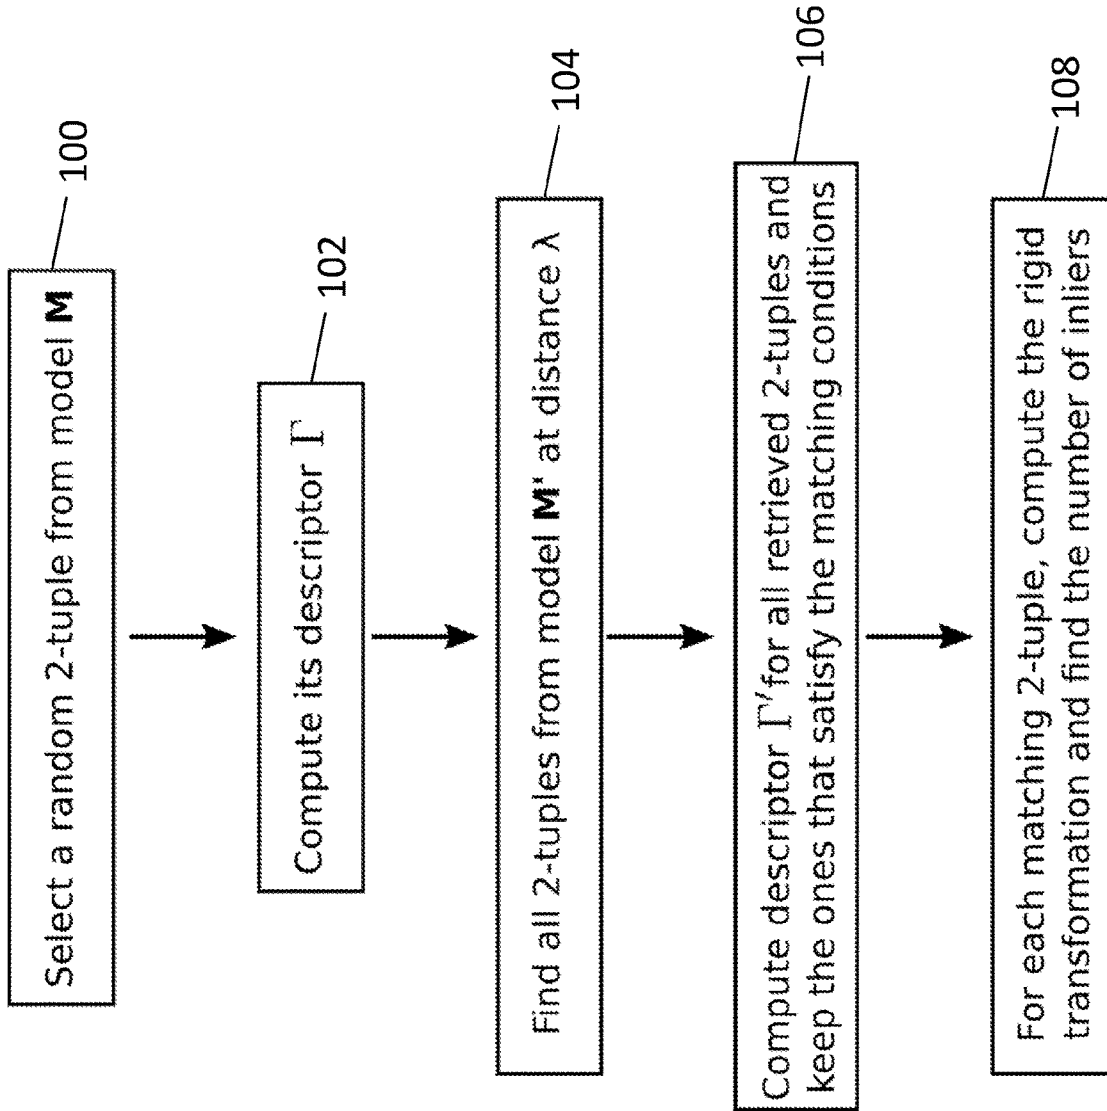 Select a random 2-tuple from model M
100
Compute its descriptor Γ
102
Find all 2-tuples from model M' at distance λ
104
Compute descriptor Γ′ for all retrieved 2-tuples and
keep the ones that satisfy the matching conditions
106
For each matching 2-tuple, compute the rigid
transformation and find the number of inliers
108